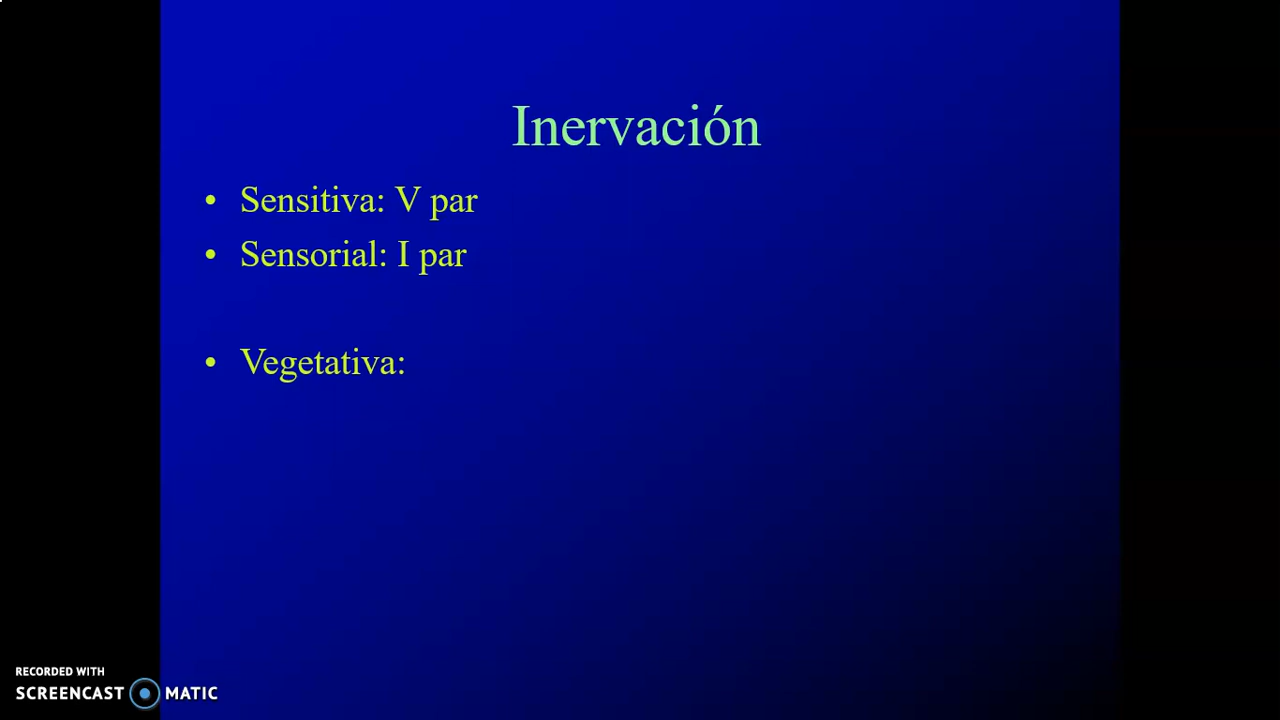 Inervación
• Sensitiva: V par
• Sensorial: I par
• Vegetativa:
RECORDED WITH
SCREENCAST MATIC